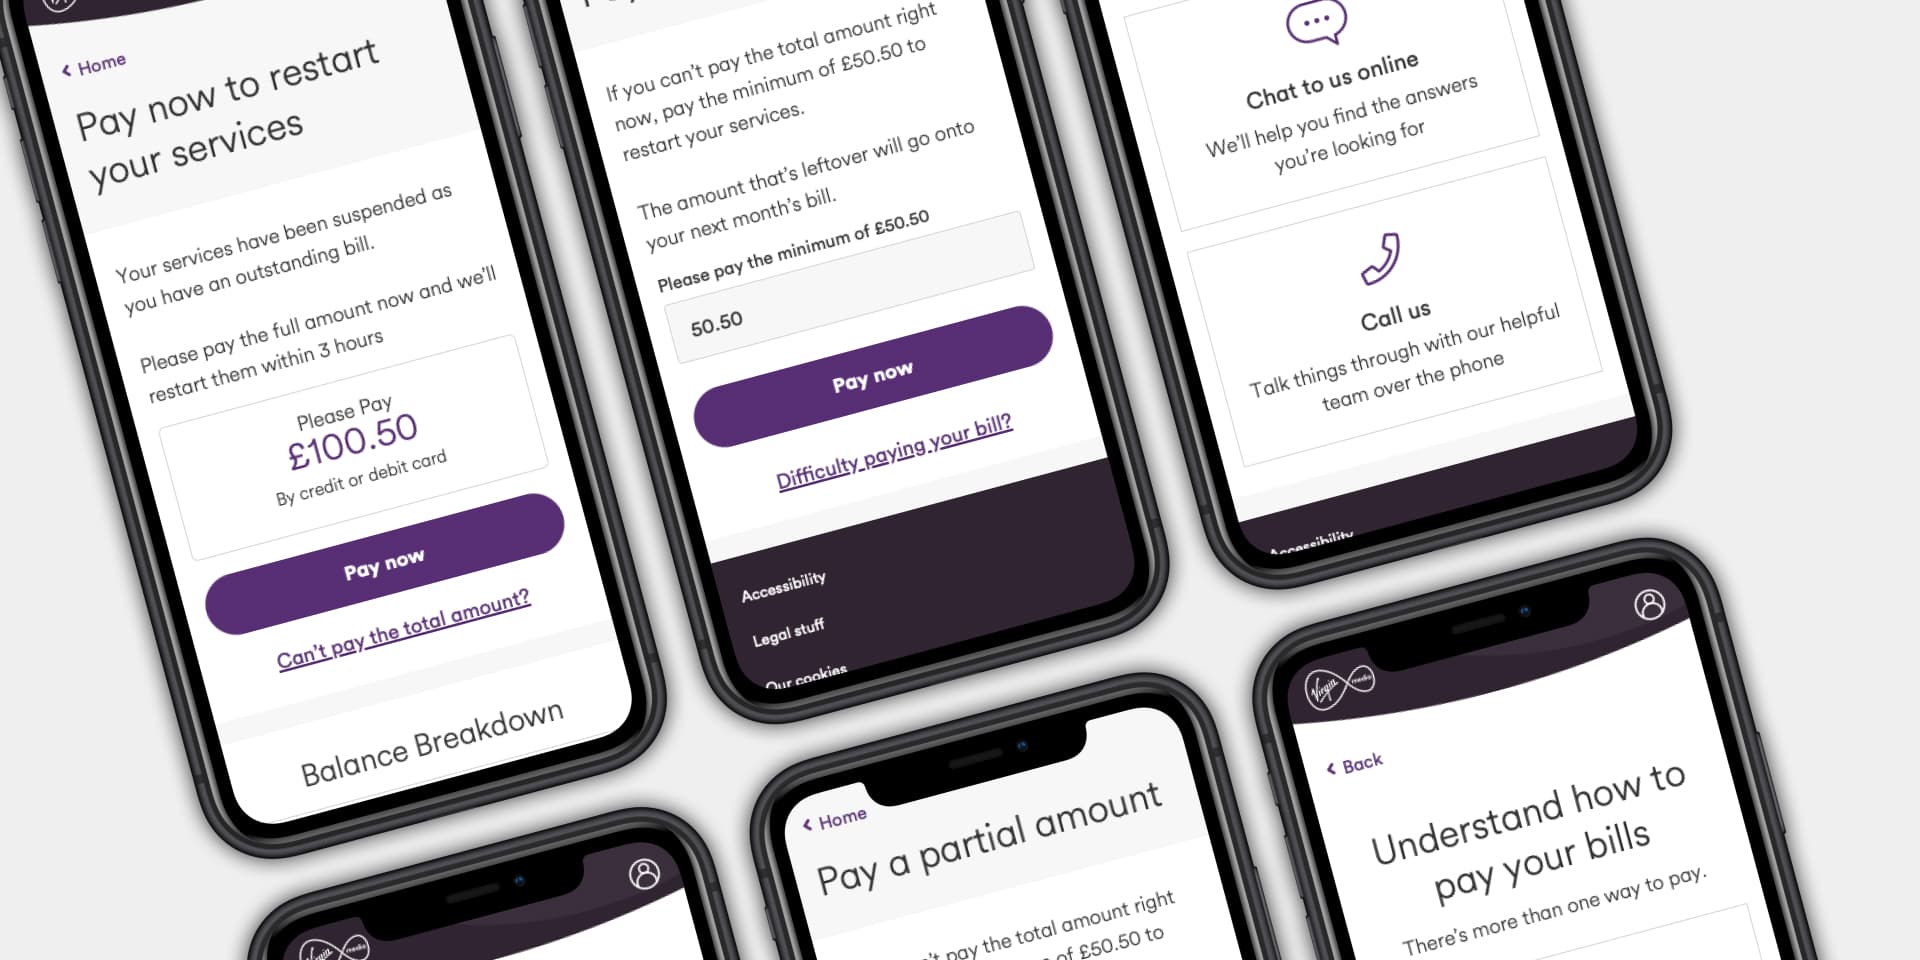 Home
Pay now to restart
your services
Your services have been suspended as
you have an outstanding bill.
Please pay the full amount now and we'll
restart them within 3 hours
Please Pay
£100.50
By credit or debit card
Pay now
Can't pay the total amount?
Balance Breakdown
If you can't pay the total amount right
now, pay the minimum of £50.50 to
restart your services.
The amount that's leftover will go onto
your next month's bill.
Please pay the minimum of £50.50
50.50
Pay now
Difficulty paying your bill?
Accessibility
Legal stuff
Our cookies
Chat to us online
We'll help you find the answers
you're looking for
Call us
Talk things through with our helpful
team over the phone
Accessibility
Virgin media
Home
Pay a partial amount
pay the total amount right
of £50.50 to
Virgin media
Back
Understand how to
pay your bills
There's more than one way to pay.